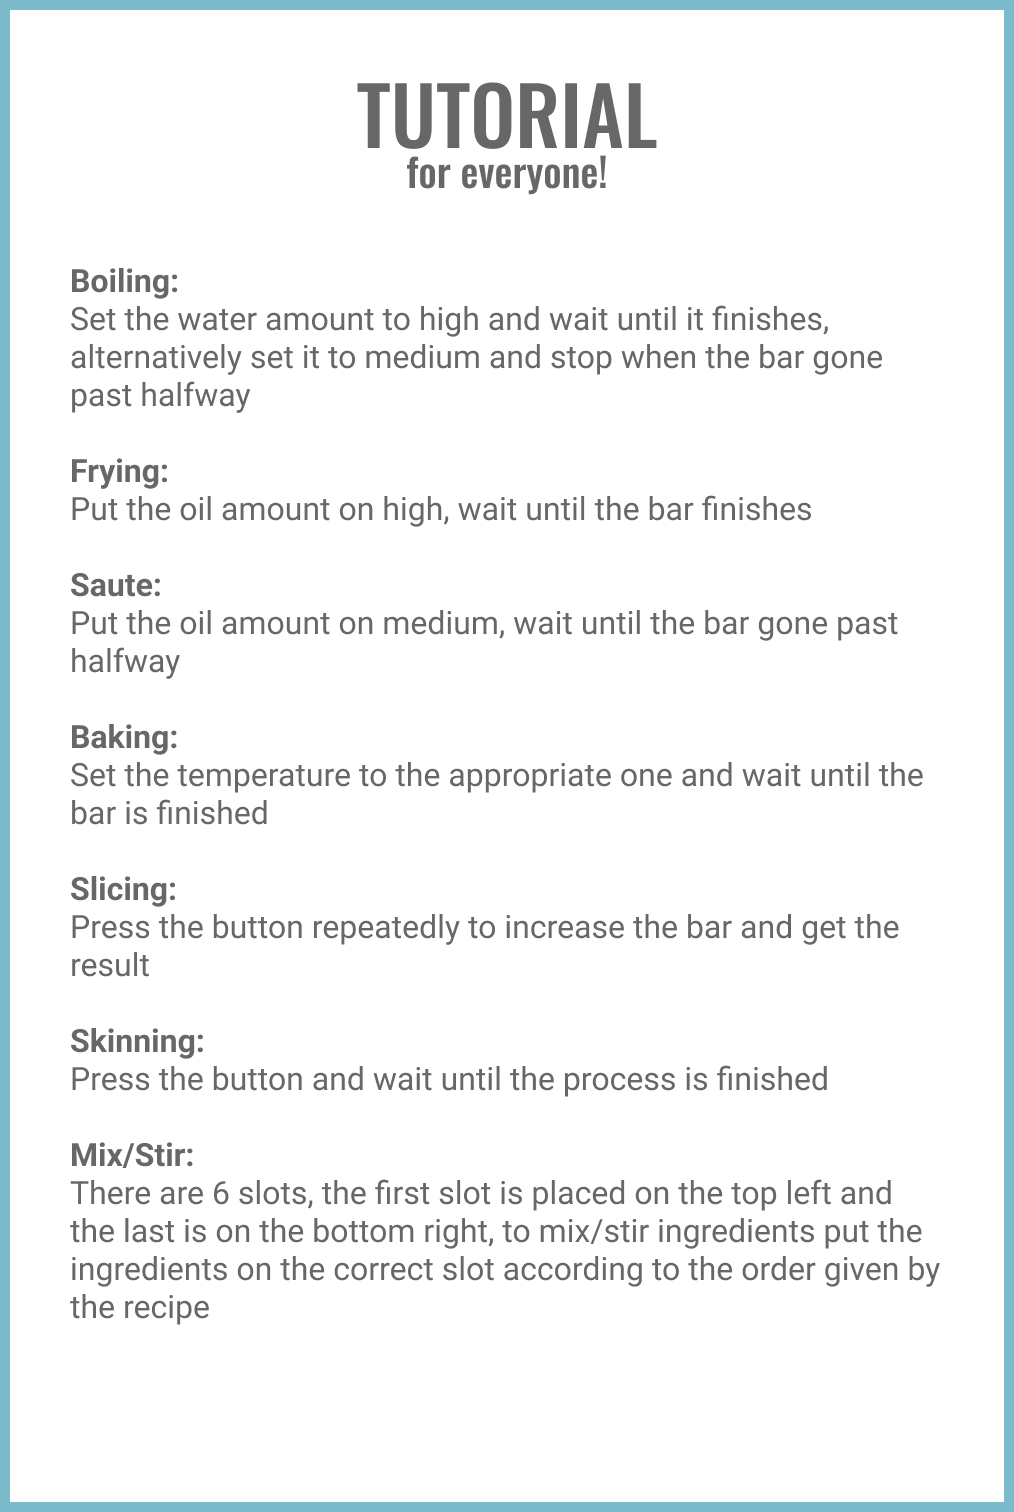 TUTORIAL
for everyone!
Boiling:
Set the water amount to high and wait until it finishes,
alternatively set it to medium and stop when the bar gone
past halfway
Frying:
Put the oil amount on high, wait until the bar finishes
Saute:
Put the oil amount on medium, wait until the bar gone past
halfway
Baking:
Set the temperature to the appropriate one and wait until the
bar is finished
Slicing:
Press the button repeatedly to increase the bar and get the
result
Skinning:
Press the button and wait until the process is finished
Mix/Stir:
There are 6 slots, the first slot is placed on the top left and
the last is on the bottom right, to mix/stir ingredients put the
ingredients on the correct slot according to the order given by
the recipe